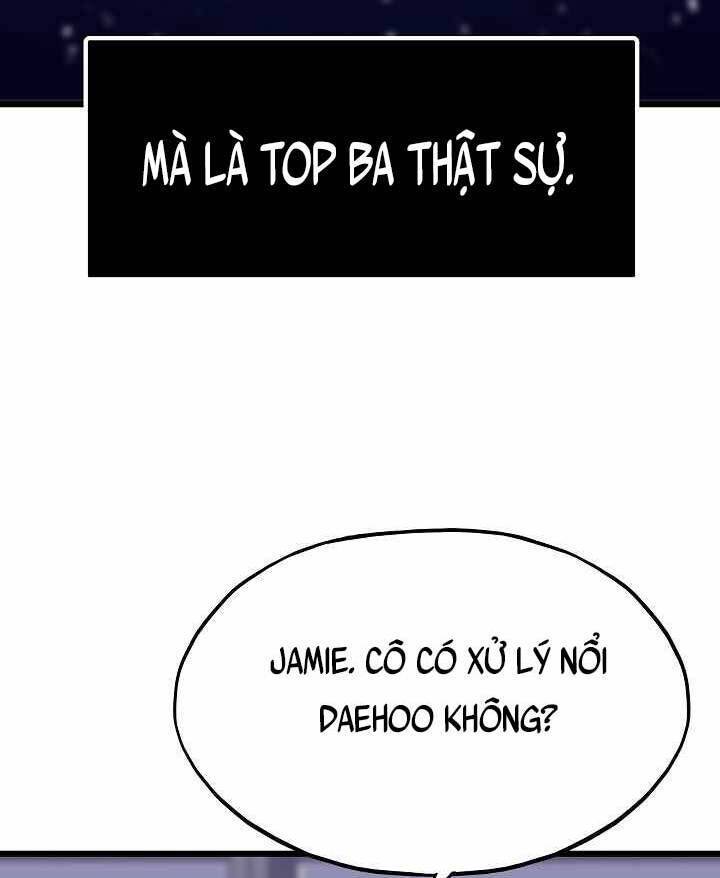 MÀ LÀ TOP BA THẬT SỰ.
JAMIE. CÔ CÓ XỬ LÝ NỔI
DAEHOO KHÔNG?